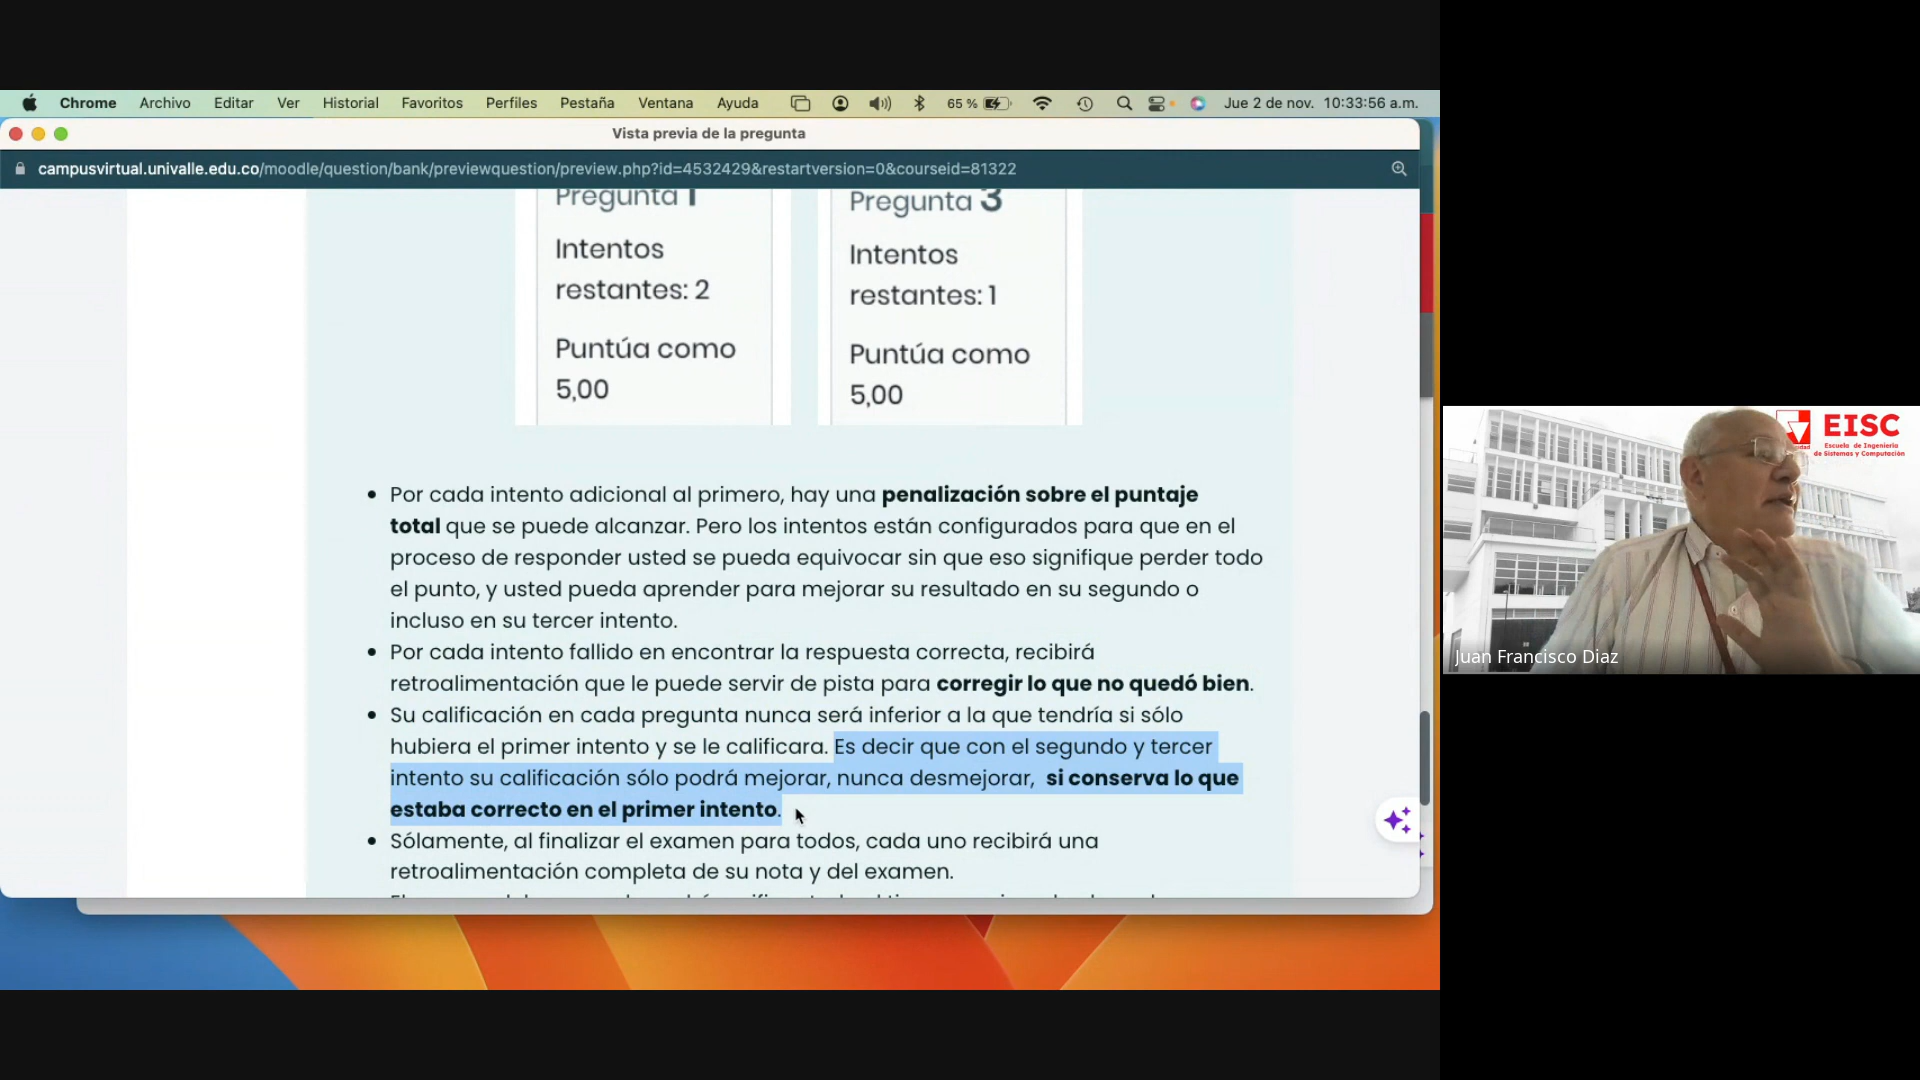 Chrome Archivo Editar Ver Historial Favoritos Perfiles Pestaña Ventana Ayuda 65 % Jue 2 de nov. 10:33:56 a.m.
Vista previa de la pregunta
campusvirtual.univalle.edu.co/moodle/question/bank/previewquestion/preview.php?id=4532429&restartversion=0&courseid=81322
Pregunta 1
Intentos
restantes: 2
Puntúa como
5,00
Pregunta 3
Intentos
restantes: 1
Puntúa como
5,00
• Por cada intento adicional al primero, hay una penalización sobre el puntaje
total que se puede alcanzar. Pero los intentos están configurados para que en el
proceso de responder usted se pueda equivocar sin que eso signifique perder todo
el punto, y usted pueda aprender para mejorar su resultado en su segundo o
incluso en su tercer intento.
• Por cada intento fallido en encontrar la respuesta correcta, recibirá
retroalimentación que le puede servir de pista para corregir lo que no quedó bien.
• Su calificación en cada pregunta nunca será inferior a la que tendría si sólo
hubiera el primer intento y se le calificara. Es decir que con el segundo y tercer
intento su calificación sólo podrá mejorar, nunca desmejorar, si conserva lo que
estaba correcto en el primer intento.
• Sólamente, al finalizar el examen para todos, cada uno recibirá una
retroalimentación completa de su nota y del examen.
EISC
Escuela de Ingeniería
de Sistemas y Computación
Juan Francisco Diaz